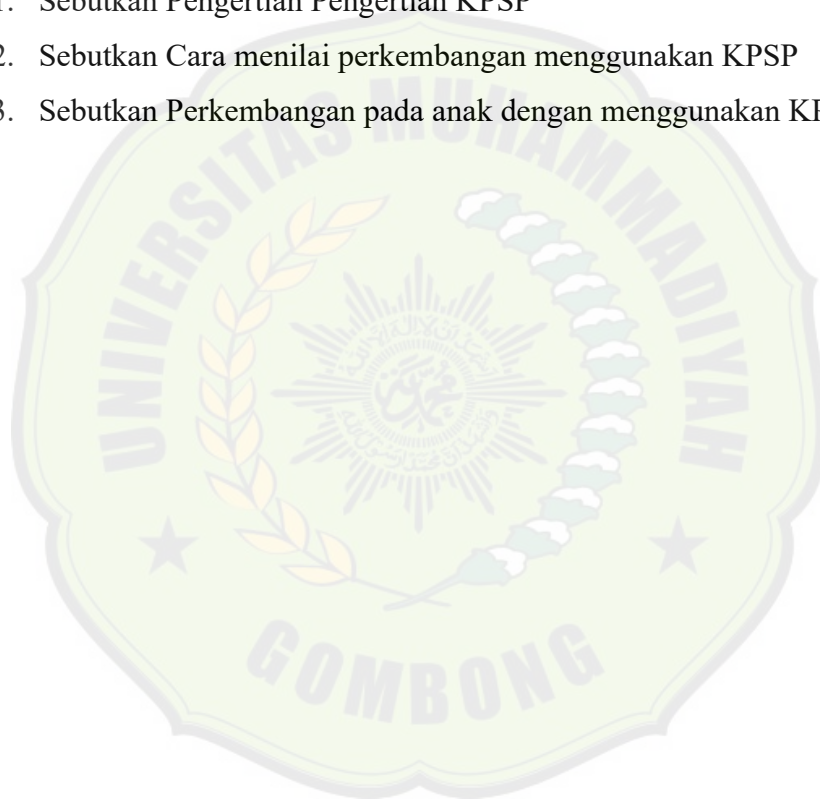 1. Sebutkan Pengertian Pengertian KPSP
2. Sebutkan Cara menilai perkembangan menggunakan KPSP
3. Sebutkan Perkembangan pada anak dengan menggunakan
UNIVERSITAS MUHAMMADIYAH
GOMBONG